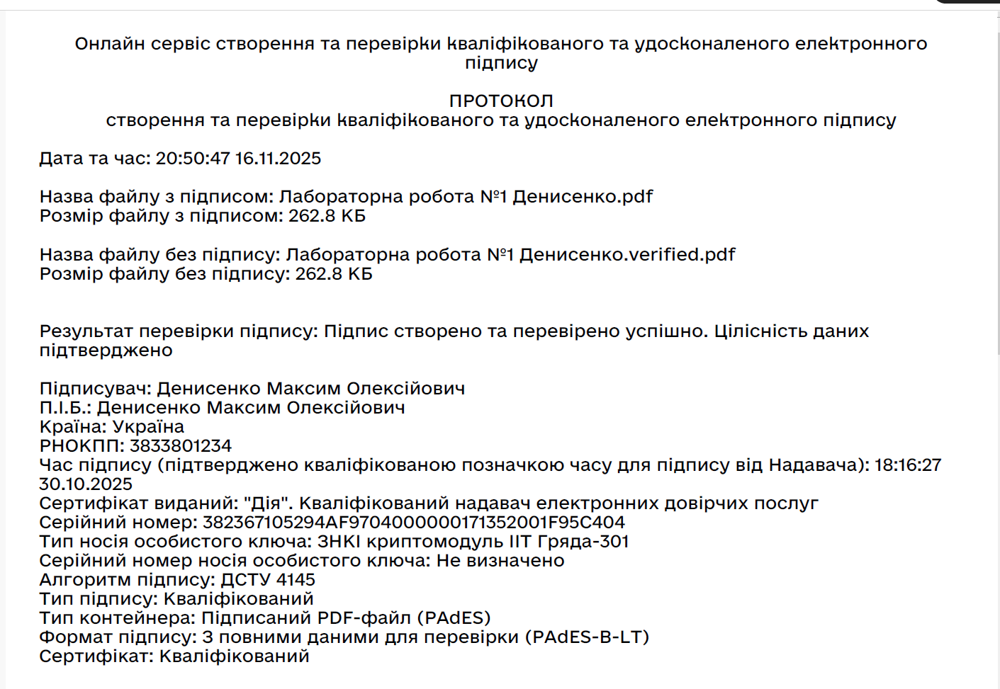 Онлайн сервіс створення та перевірки кваліфікованого та удосконаленого електронного
підпису
ПРОТОКОЛ
створення та перевірки кваліфікованого та удосконаленого електронного підпису
Дата та час: 20:50:47 16.11.2025
Назва файлу з підписом: Лабораторна робота №1 Денисенко.pdf
Розмір файлу з підписом: 262.8 КБ
Назва файлу без підпису: Лабораторна робота №1 Денисенко.verified.pdf
Розмір файлу без підпису: 262.8 КБ
Результат перевірки підпису: Підпис створено та перевірено успішно. Цілісність даних
підтверджено
Підписувач: Денисенко Максим Олексійович
П.І.Б.: Денисенко Максим Олексійович
Країна: Україна
РНОКПП: 3833801234
Час підпису (підтверджено кваліфікованою позначкою часу для підпису від Надавача): 18:16:27
30.10.2025
Сертифікат виданий: "Дія". Кваліфікований надавач електронних довірчих послуг
Серійний номер: 382367105294AF9704000000171352001F95C404
Тип носія особистого ключа: ЗНКІ криптомодуль ІІТ Гряда-301
Серійний номер носія особистого ключа: Не визначено
Алгоритм підпису: ДСТУ 4145
Тип підпису: Кваліфікований
Тип контейнера: Підписаний PDF-файл (PAdES)
Формат підпису: З повними даними для перевірки (PAdES-B-LT)
Сертифікат: Кваліфікований